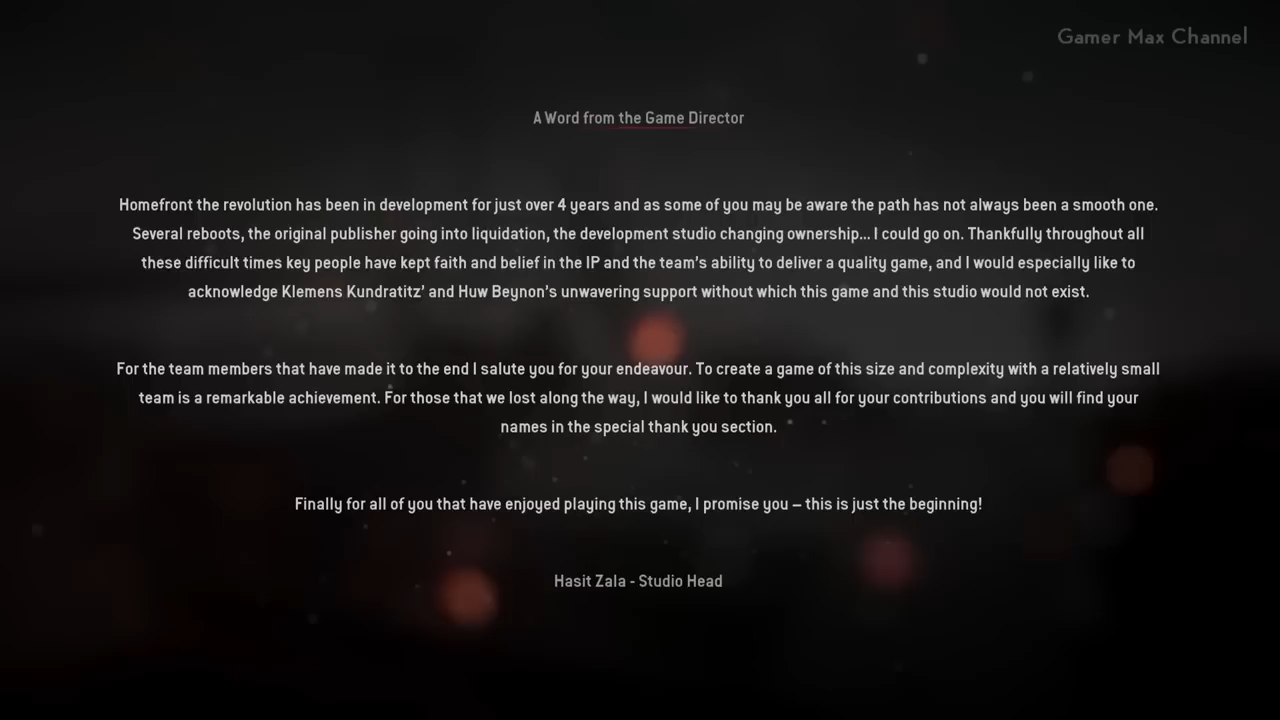 Gamer Max Channel
A Word from the Game Director
Homefront the revolution has been in development for just over 4 years and as some of you may be aware the path has not always been a smooth one.
Several reboots, the original publisher going into liquidation, the development studio changing ownership... I could go on. Thankfully throughout all
these difficult times key people have kept faith and belief in the IP and the team's ability to deliver a quality game, and I would especially like to
acknowledge Klemens Kundratitz' and Huw Beynon's unwavering support without which this game and this studio would not exist.
For the team members that have made it to the end I salute you for your endeavour. To create a game of this size and complexity with a relatively small
team is a remarkable achievement. For those that we lost along the way, I would like to thank you all for your contributions and you will find your
names in the special thank you section.
Finally for all of you that have enjoyed playing this game, I promise you – this is just the beginning!
Hasit Zala - Studio Head